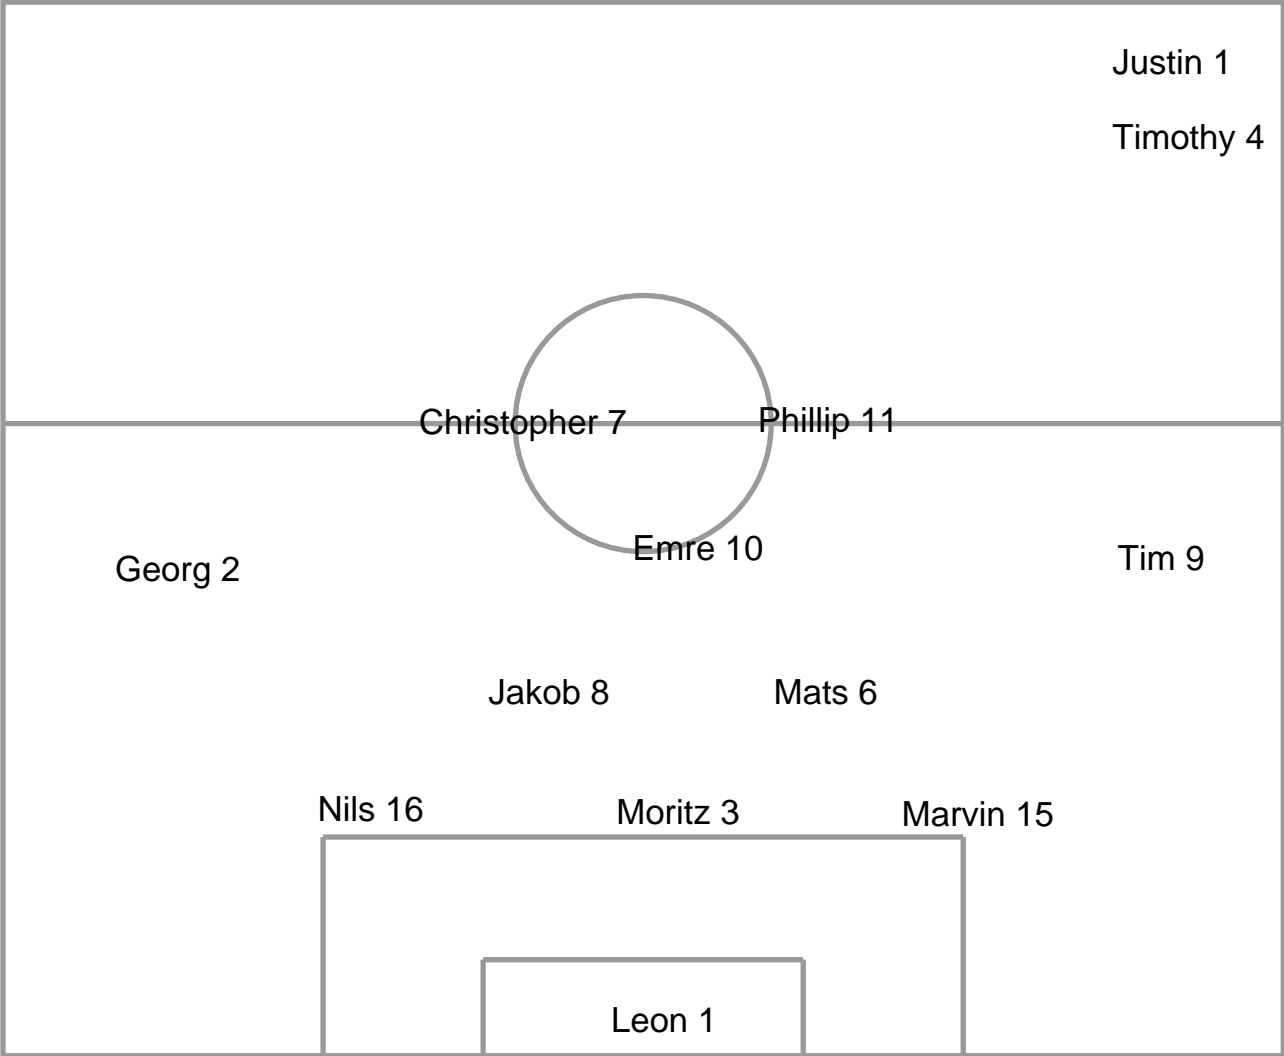 Justin 1
Timothy 4
Christopher 7
Phillip 11
Emre 10
Georg 2
Tim 9
Jakob 8
Mats 6
Nils 16
Moritz 3
Marvin 15
Leon 1